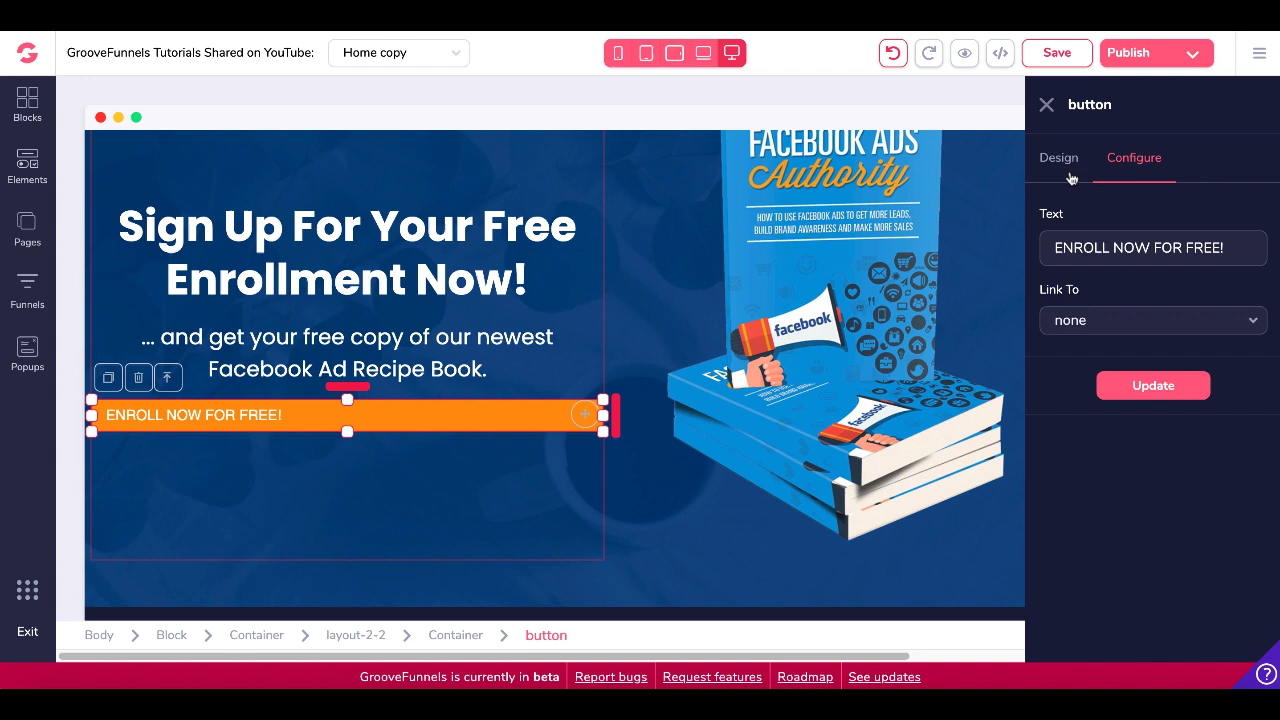 GrooveFunnels Tutorials Shared on YouTube:
Home copy
Save
Publish
Blocks
Elements
Pages
Funnels
Popups
Exit
button
Design
Configure
Text
ENROLL NOW FOR FREE!
Link To
none
Update
Sign Up For Your Free
Enrollment Now!
... and get your free copy of our newest
Facebook Ad Recipe Book.
ENROLL NOW FOR FREE!
FACEBOOK ADS
Authority
HOW TO USE FACEBOOK ADS TO GET MORE LEADS,
BUILD BRAND AWARENESS AND MAKE MORE SALES
facebook
facebook
Body
Block
Container
layout-2-2
Container
button
GrooveFunnels is currently in beta
Report bugs
Request features
Roadmap
See updates